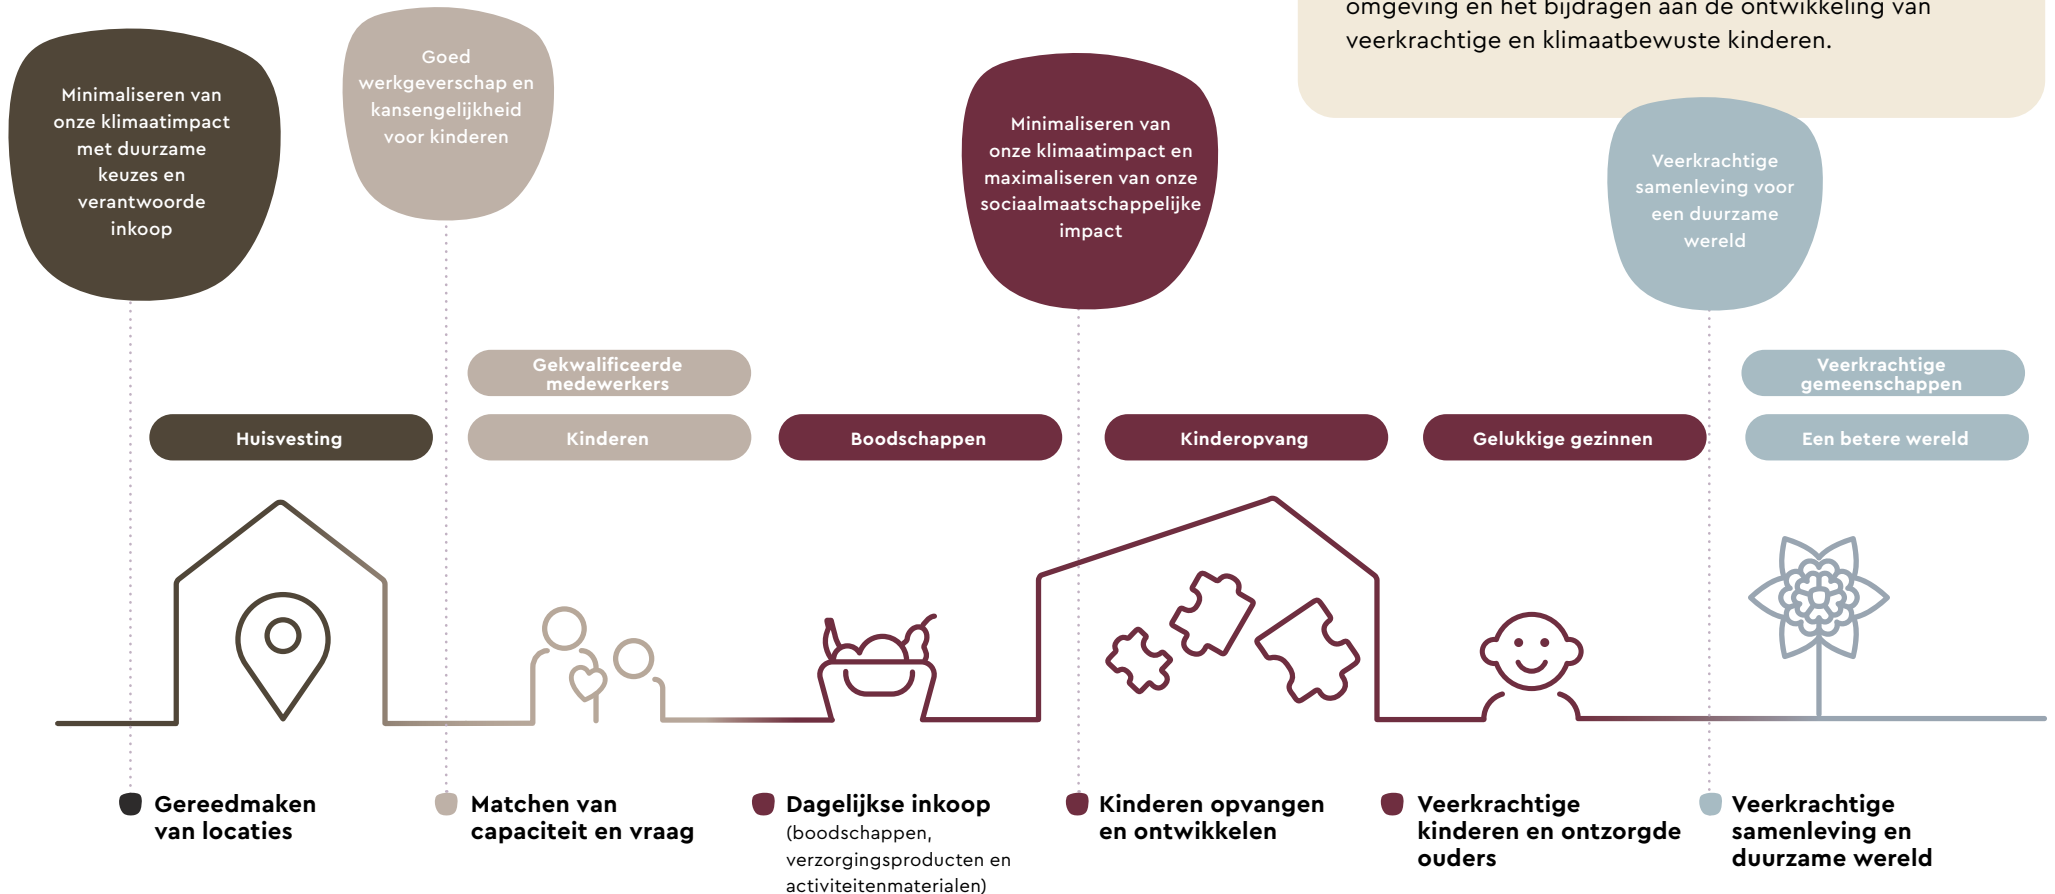 omgeving en het bijdragen aan de ontwikkeling van
veerkrachtige en klimaatbewuste kinderen.
Minimaliseren van
onze klimaatimpact
met duurzame
keuzes en
verantwoorde
inkoop
Goed
werkgeverschap en
kansengelijkheid
voor kinderen
Minimaliseren van
onze klimaatimpact en
maximaliseren van onze
sociaalmaatschappelijke
impact
Veerkrachtige
samenleving voor
een duurzame
wereld
Huisvesting
Gekwalificeerde
medewerkers
Kinderen
Boodschappen
Kinderopvang
Gelukkige gezinnen
Veerkrachtige
gemeenschappen
Een betere wereld
Gereedmaken
van locaties
Matchen van
capaciteit en vraag
Dagelijkse inkoop
(boodschappen,
verzorgingsproducten en
activiteitenmaterialen)
Kinderen opvangen
en ontwikkelen
Veerkrachtige
kinderen en ontzorgde
ouders
Veerkrachtige
samenleving en
duurzame wereld